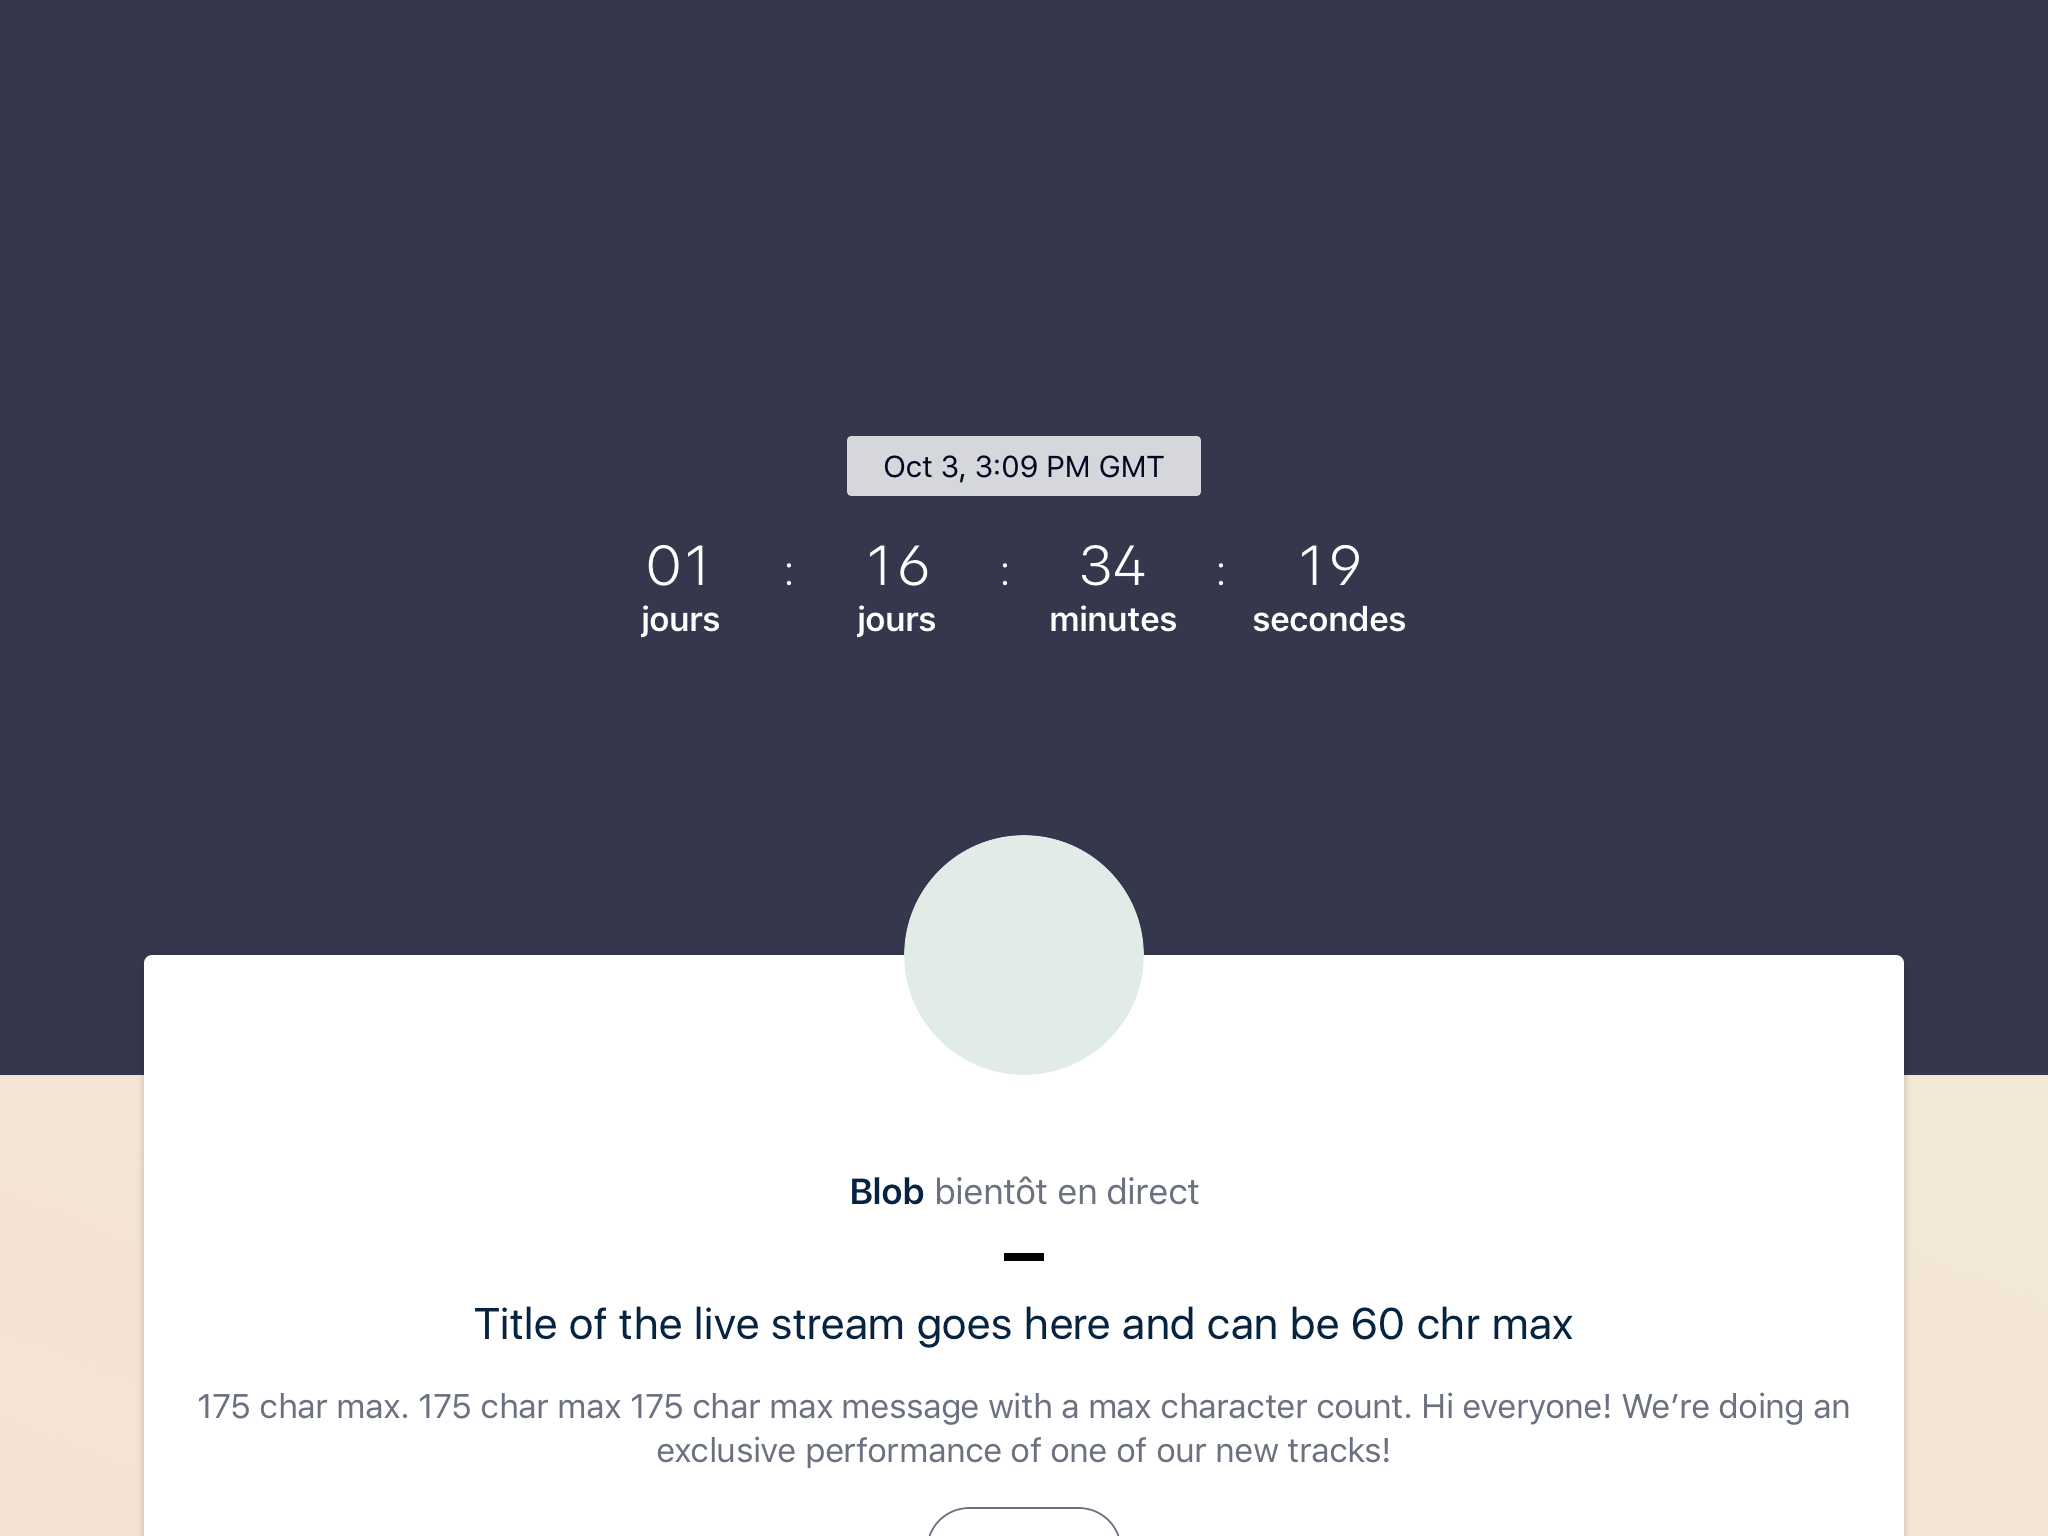 Oct 3, 3:09 PM GMT
01 : 16 : 34 : 19
jours jours minutes secondes
Blob bientôt en direct
Title of the live stream goes here and can be 60 chr max
175 char max. 175 char max 175 char max message with a max character count. Hi everyone! We’re doing an
exclusive performance of one of our new tracks!